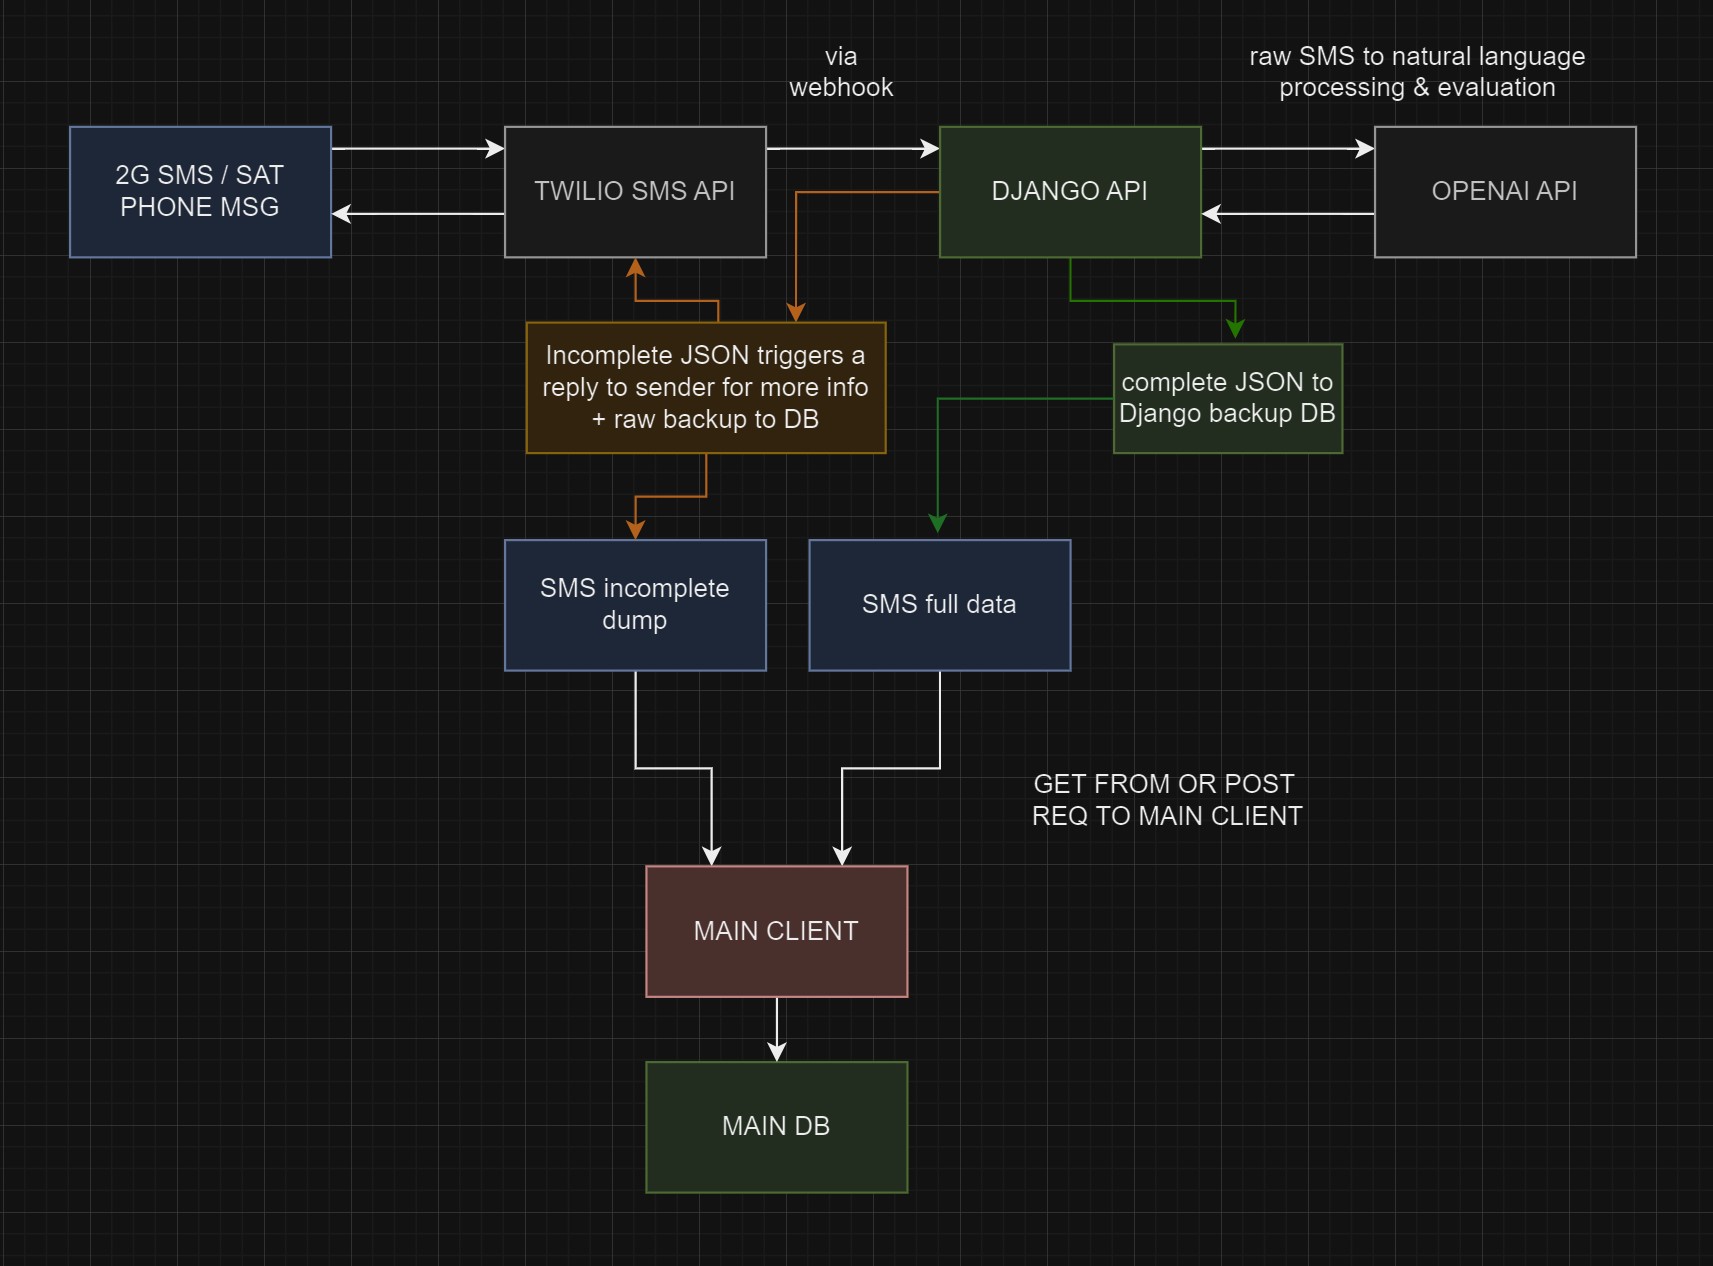 via
webhook
raw SMS to natural language
processing & evaluation
2G SMS / SAT
PHONE MSG
TWILIO SMS API
DJANGO API
OPENAI API
Incomplete JSON triggers a
reply to sender for more info
+ raw backup to DB
complete JSON to
Django backup DB
SMS incomplete
dump
SMS full data
GET FROM OR POST
REQ TO MAIN CLIENT
MAIN CLIENT
MAIN DB